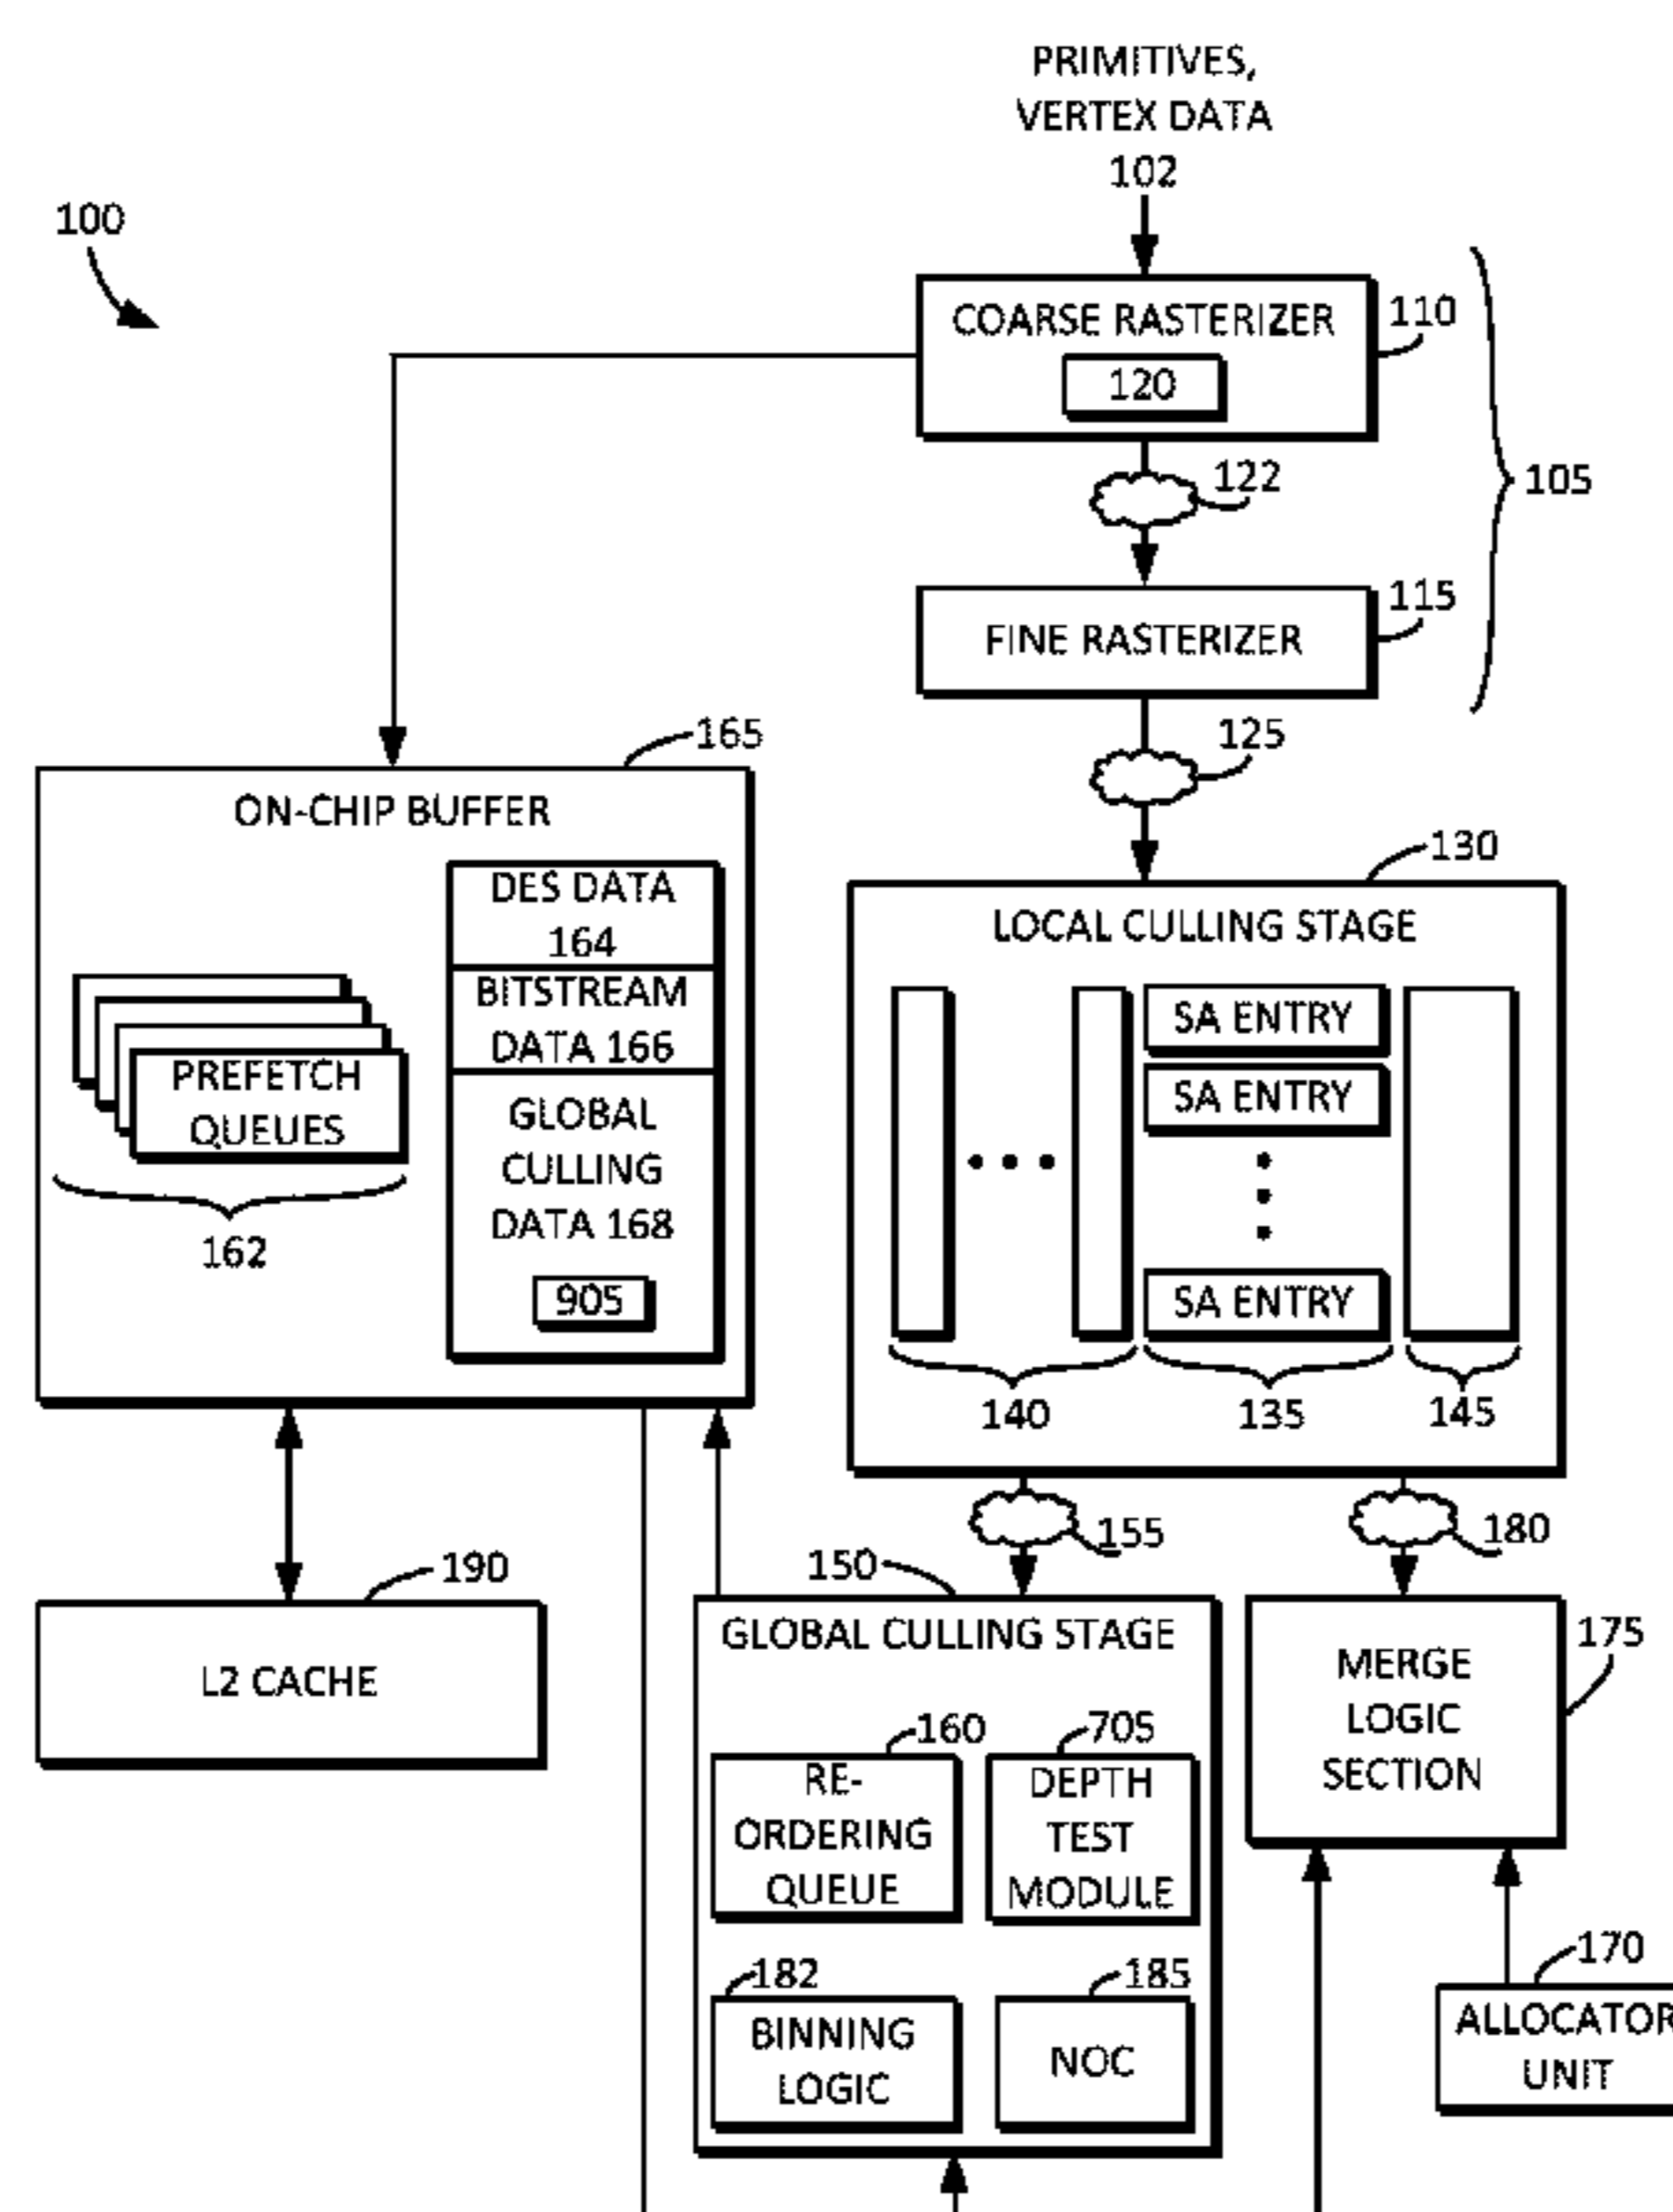 PRIMITIVES,
VERTEX DATA
102
100
COARSE RASTERIZER
110
120
122
105
FINE RASTERIZER
115
125
165
ON-CHIP BUFFER
DES DATA
164
BITSTREAM
DATA 166
GLOBAL
CULLING
DATA 168
905
PREFETCH
QUEUES
162
130
LOCAL CULLING STAGE
SA ENTRY
SA ENTRY
SA ENTRY
140
135
145
155
180
190
L2 CACHE
150
GLOBAL CULLING STAGE
160
RE-
ORDERING
QUEUE
705
DEPTH
TEST
MODULE
182
BINNING
LOGIC
185
NOC
175
MERGE
LOGIC
SECTION
170
ALLOCATOR
UNIT